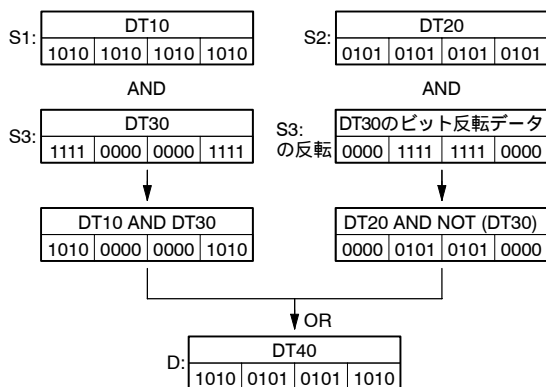 DT10
S1:
1010 1010 1010 1010
DT20
S2:
0101 0101 0101 0101
AND
AND
DT30
S3:
1111 0000 0000 1111
DT30のビット反転データ
S3:
の反転
0000 1111 1111 0000
DT10 AND DT30
1010 0000 0000 1010
DT20 AND NOT (DT30)
0000 0101 0101 0000
OR
DT40
D:
1010 0101 0101 1010